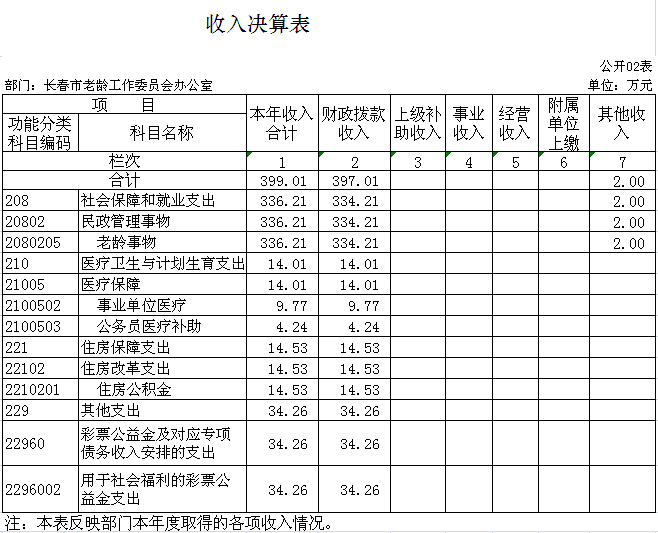 收入决算表
公开02表
部门：长春市老龄工作委员会办公室 单位：万元
项 目 本年收入合计 财政拨款收入 上级补助收入 事业收入 经营收入 附属单位上缴 其他收入
功能分类科目编码 科目名称
栏次 1 2 3 4 5 6 7
合计 399.01 397.01 2.00
208 社会保障和就业支出 336.21 334.21 2.00
20802 民政管理事物 336.21 334.21 2.00
2080205 老龄事物 336.21 334.21 2.00
210 医疗卫生与计划生育支出 14.01 14.01
21005 医疗保障 14.01 14.01
2100502 事业单位医疗 9.77 9.77
2100503 公务员医疗补助 4.24 4.24
221 住房保障支出 14.53 14.53
22102 住房改革支出 14.53 14.53
2210201 住房公积金 14.53 14.53
229 其他支出 34.26 34.26
22960 彩票公益金及对应专项债务收入安排的支出 34.26 34.26
2296002 用于社会福利的彩票公益金支出 34.26 34.26
注：本表反映部门本年度取得的各项收入情况。